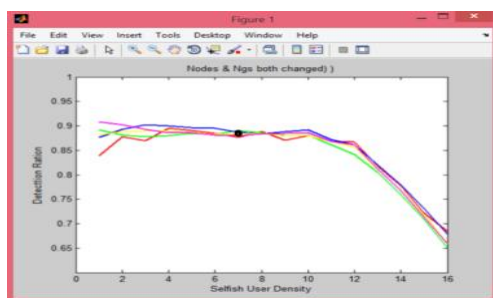 Figure 1
File Edit View Insert Tools Desktop Window Help
Nodes & Ngs both changed) )
1
0.95
0.9
0.85
0.8
0.75
0.7
0.65
Detection Ration
0 2 4 6 8 10 12 14 16
Selfish User Density